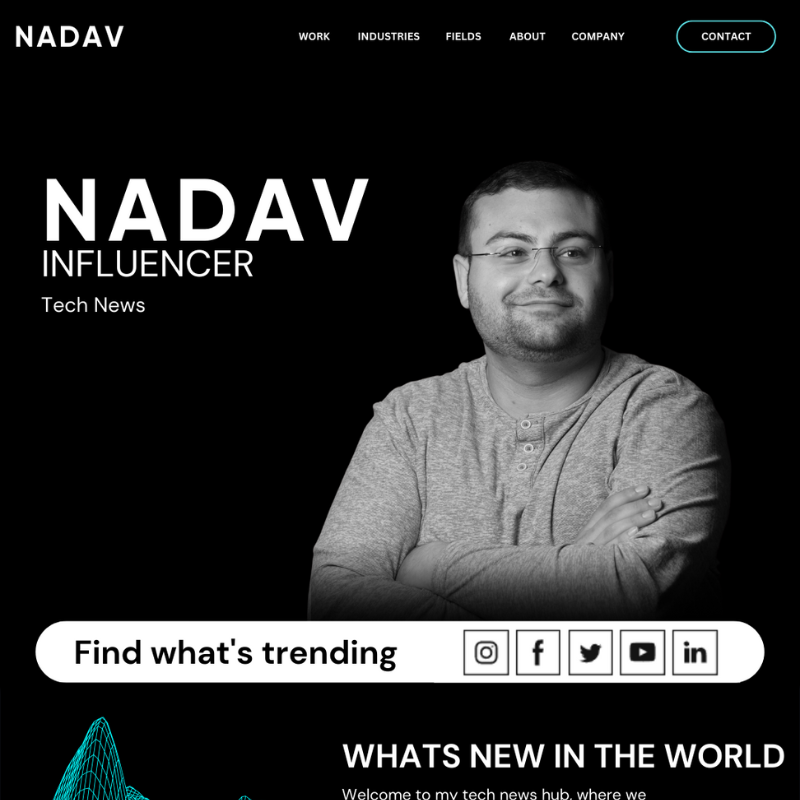 NADAV
WORK INDUSTRIES FIELDS ABOUT COMPANY CONTACT
NADAV
INFLUENCER
Tech News
Find what's trending
WHATS NEW IN THE WORLD
Welcome to my tech news hub, where we